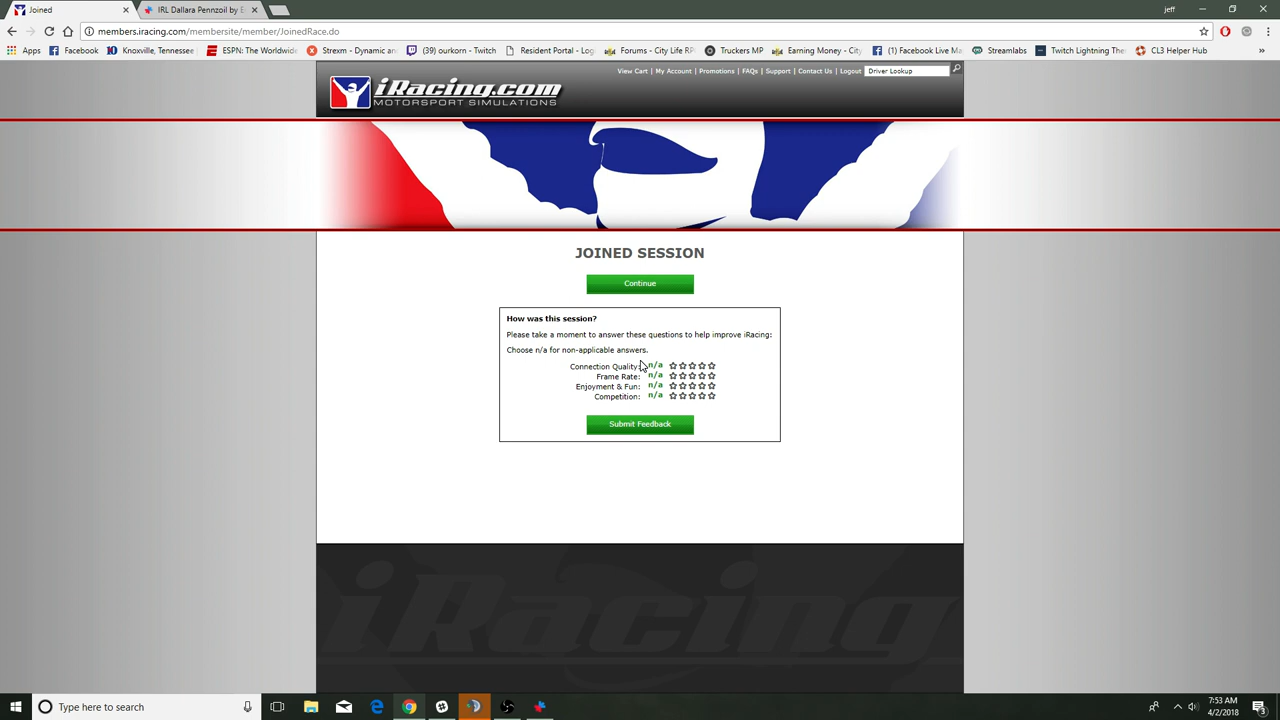 Joined
IRL Dallara Pennzoil by E
Jeff
members.iracing.com/membersite/member/JoinedRace.do
Apps
Facebook
Knoxville, Tennessee
ESPN: The Worldwide
Strexm - Dynamic an
(39) Gurkorn - Twitch
Resident Portal - Log
Forums - City Life RP
Truckers MP
Earning Money - City
(1) Facebook Live Ma
Streamlabs
Twitch Lightning The
CL3 Helper Hub
View Cart | My Account | Promotions | FAQs | Support | Contact Us | Logout
Driver Lookup
iRacing.com
MOTORSPORT SIMULATIONS
JOINED SESSION
Continue
How was this session?
Please take a moment to answer these questions to help improve iRacing:
Choose n/a for non-applicable answers.
Connection Quality: n/a
Frame Rate: n/a
Enjoyment & Fun: n/a
Competition: n/a
Submit Feedback
iRacing
Type here to search
7:53 AM
4/2/2018
3